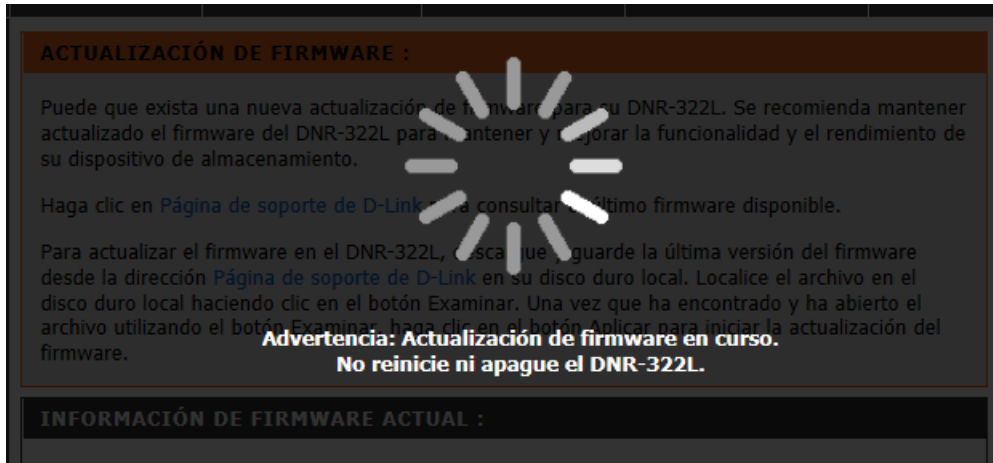 ACTUALIZACIÓN DE FIRMWARE :
Puede que exista una nueva actualización de firmware para su DNR-322L. Se recomienda mantener
actualizado el firmware del DNR-322L para mantener y mejorar la funcionalidad y el rendimiento de
su dispositivo de almacenamiento.
Haga clic en Página de soporte de D-Link para consultar el último firmware disponible.
Para actualizar el firmware en el DNR-322L, descargue y guarde la última versión del firmware
desde la dirección Página de soporte de D-Link en su disco duro local. Localice el archivo en el
disco duro local haciendo clic en el botón Examinar. Una vez que ha encontrado y ha abierto el
archivo utilizando el botón Examinar, haga clic en el botón Aplicar para iniciar la actualización del
firmware.
Advertencia: Actualización de firmware en curso.
No reinicie ni apague el DNR-322L.
INFORMACIÓN DE FIRMWARE ACTUAL :